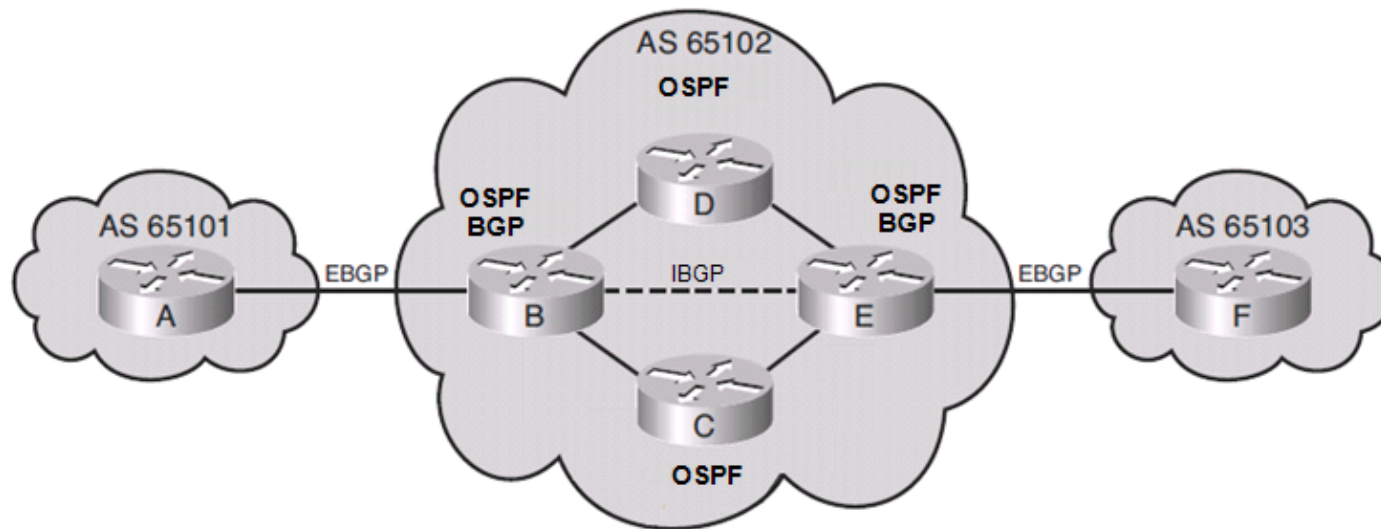 AS 65102
OSPF
D
OSPF
BGP
OSPF
BGP
AS 65101
AS 65103
EBGP
IBGP
EBGP
A
B
E
F
C
OSPF